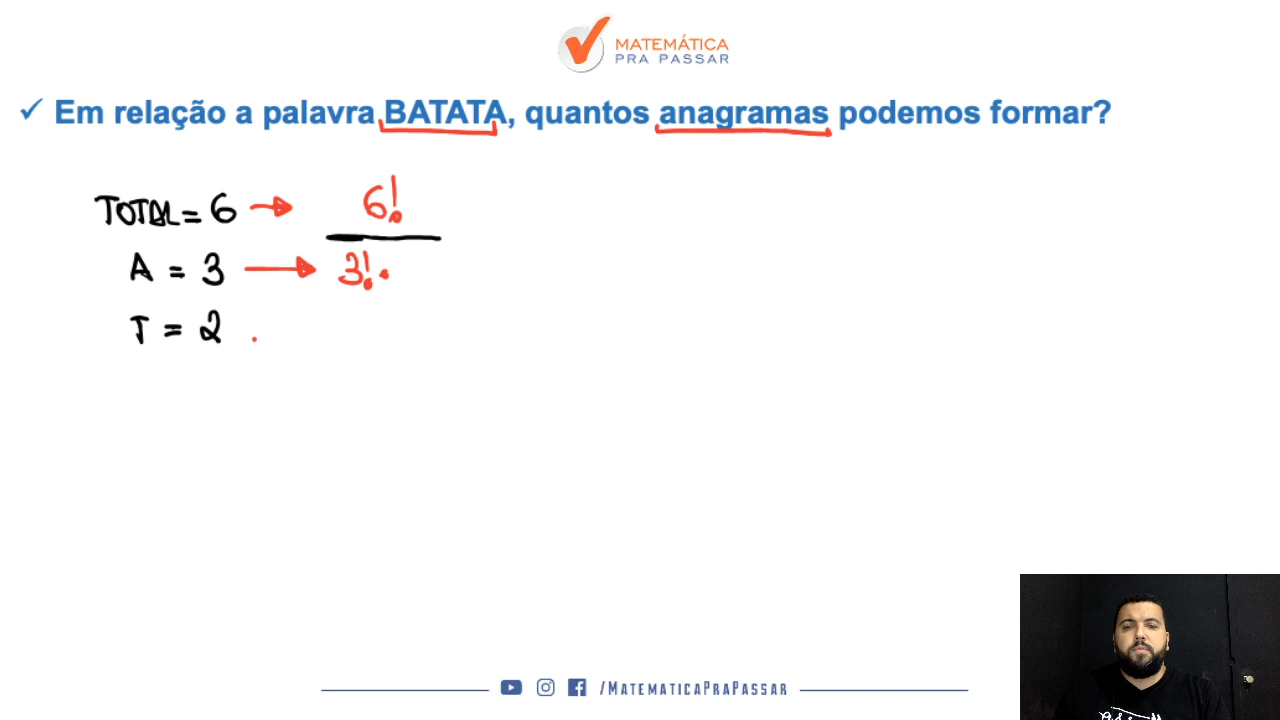 MATEMÁTICA
PRA PASSAR
✓ Em relação a palavra BATATA, quantos anagramas podemos formar?
TOTAL = 6 → 6!
A = 3 → 3! •
T = 2
/MATEMATICAPRAPASSAR